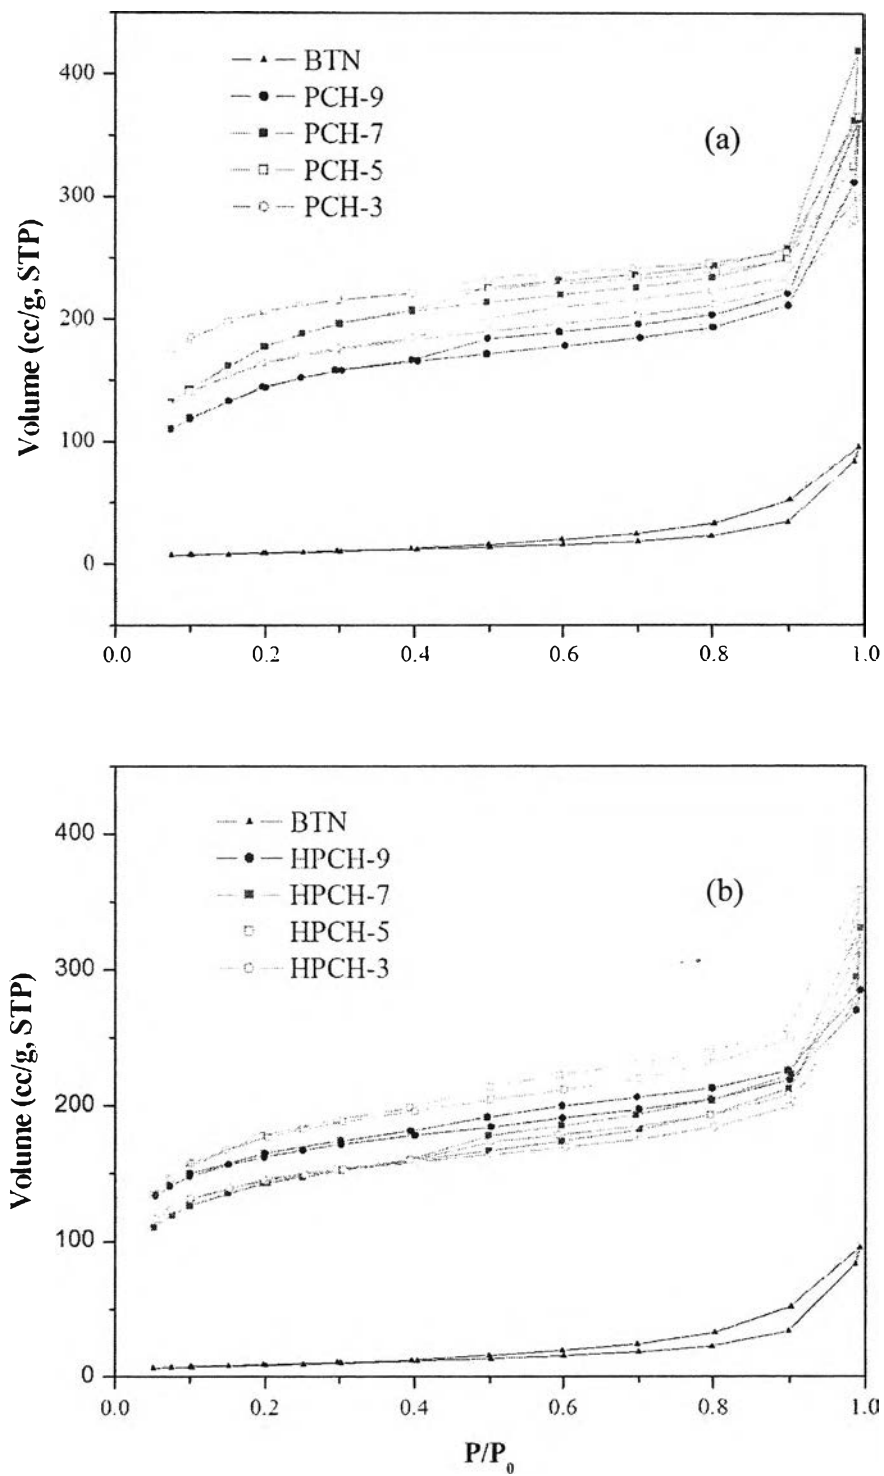 400
300
200
100
0
Volume (cc/g, STP)
BTN
PCH-9
PCH-7
PCH-5
PCH-3
(a)
0.0 0.2 0.4 0.6 0.8 1.0
400
300
200
100
0
Volume (cc/g, STP)
BTN
HPCH-9
HPCH-7
HPCH-5
HPCH-3
(b)
0.0 0.2 0.4 0.6 0.8 1.0
P/P₀